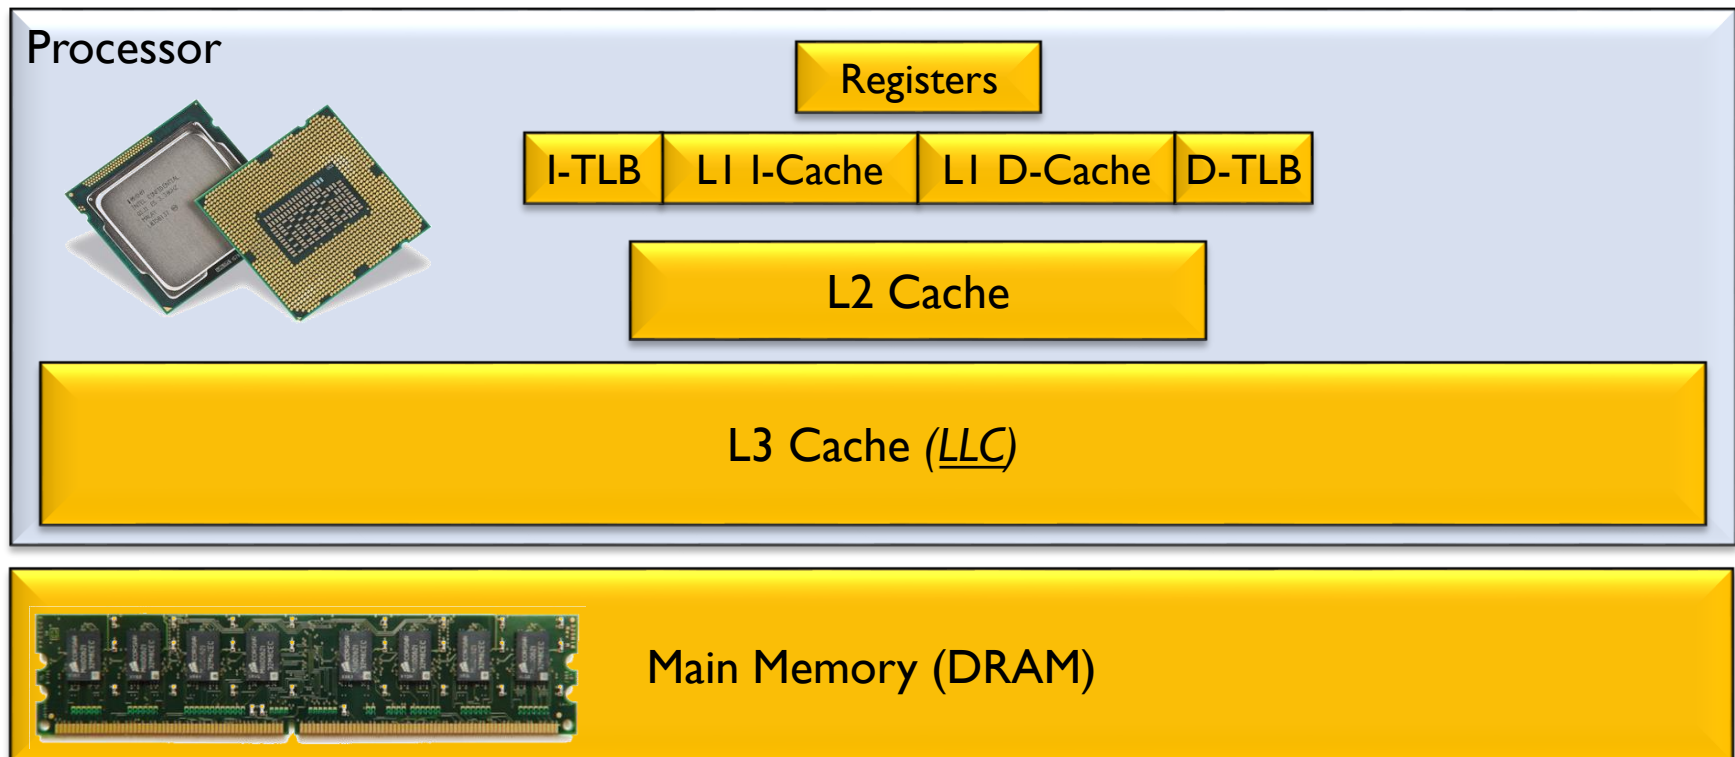 Processor
Registers
I-TLB
L1 I-Cache
L1 D-Cache
D-TLB
L2 Cache
L3 Cache (LLC)
Main Memory (DRAM)